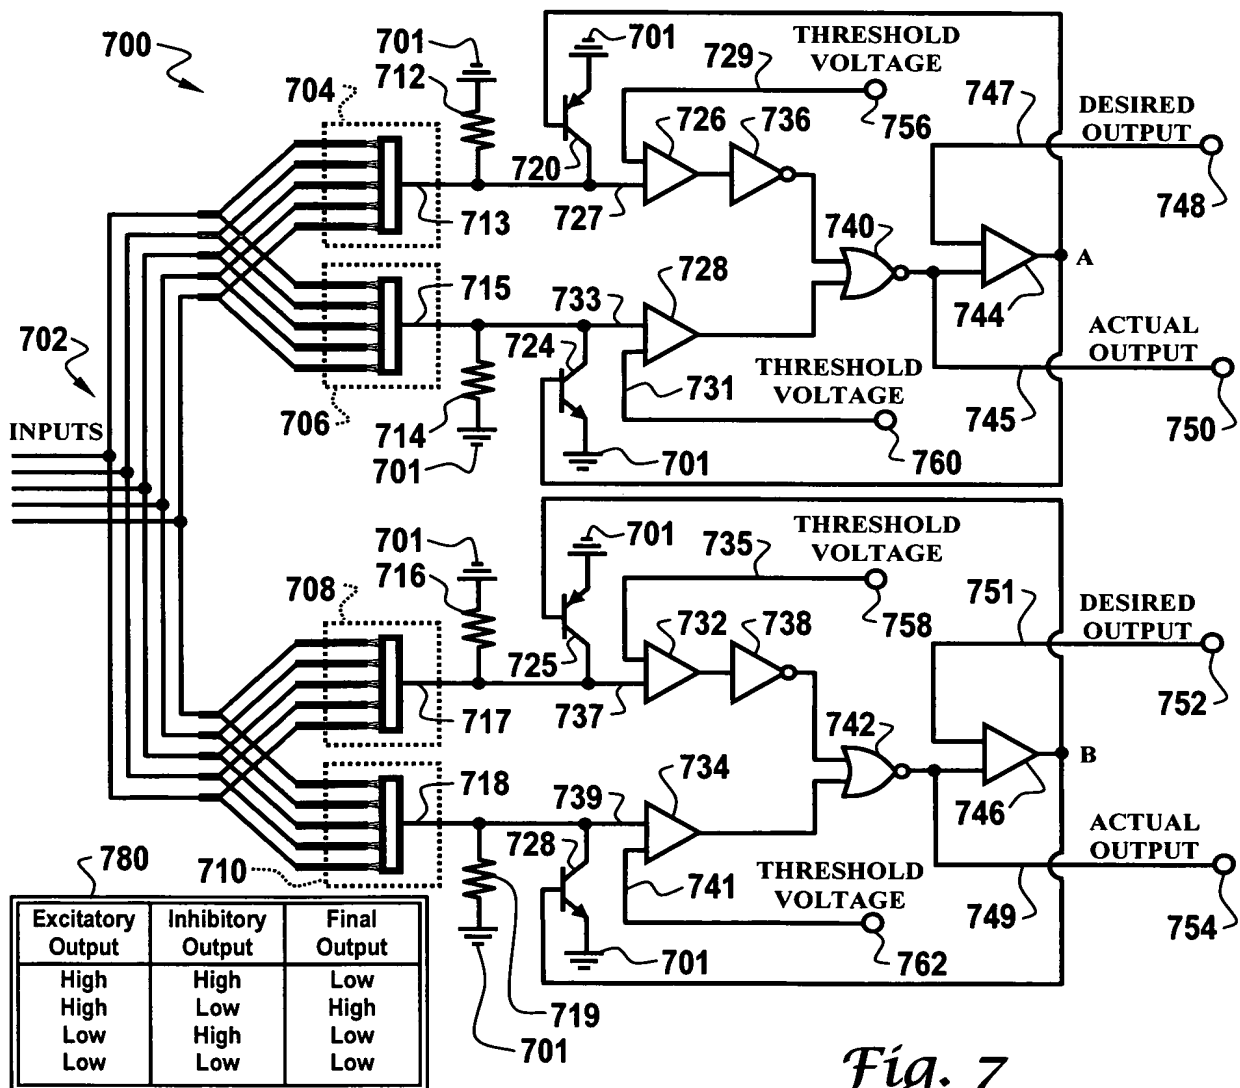 701
701
THRESHOLD
VOLTAGE
700
712
729
747
DESIRED
OUTPUT
704
726
736
756
720
748
713
727
740
A
715
733
728
744
ACTUAL
OUTPUT
702
724
731
THRESHOLD
VOLTAGE
745
INPUTS
706
714
701
701
760
750
701
701
THRESHOLD
VOLTAGE
716
735
751
DESIRED
OUTPUT
708
732
738
758
725
752
717
737
742
B
718
739
734
746
ACTUAL
OUTPUT
780
710
728
741
THRESHOLD
VOLTAGE
749
754
701
762
719
701
Excitatory
Output
Inhibitory
Output
Final
Output
High High Low
High Low High
Low High Low
Low Low Low
Fig. 7